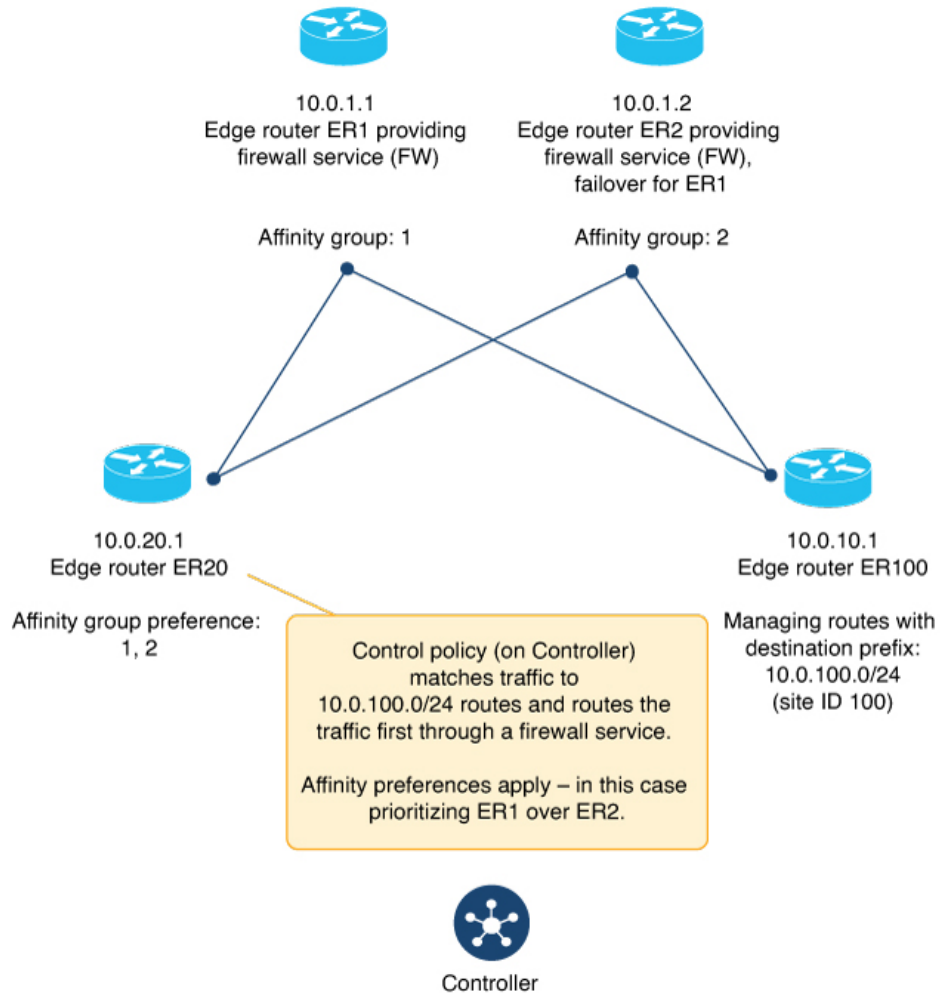 10.0.1.1
Edge router ER1 providing
firewall service (FW)
Affinity group: 1
10.0.1.2
Edge router ER2 providing
firewall service (FW),
failover for ER1
Affinity group: 2
10.0.20.1
Edge router ER20
Affinity group preference:
1, 2
Control policy (on Controller)
matches traffic to
10.0.100.0/24 routes and routes the
traffic first through a firewall service.
Affinity preferences apply – in this case
prioritizing ER1 over ER2.
10.0.10.1
Edge router ER100
Managing routes with
destination prefix:
10.0.100.0/24
(site ID 100)
Controller